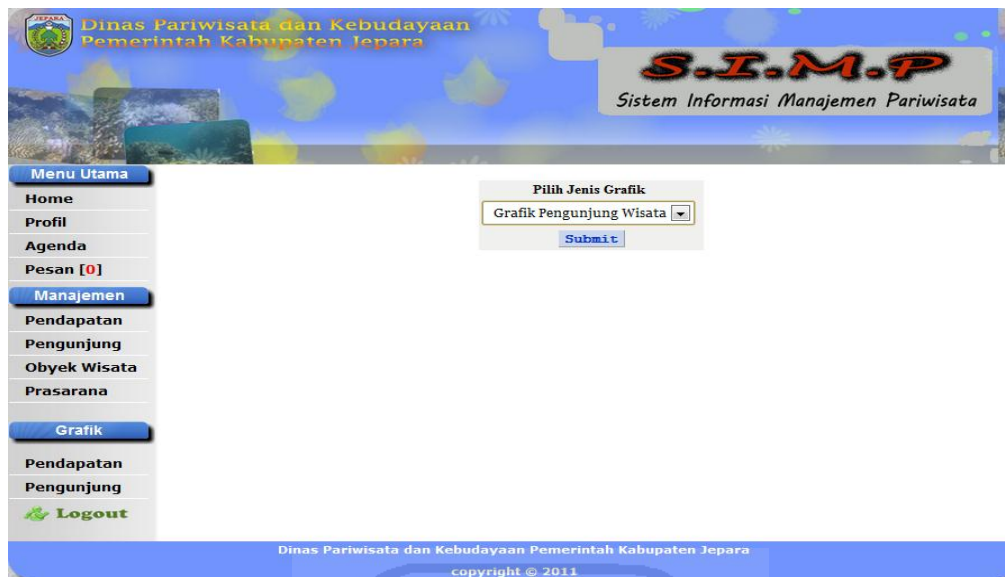 JEPARA
Dinas Pariwisata dan Kebudayaan
Pemerintah Kabupaten Jepara
S.I.M.P
Sistem Informasi Manajemen Pariwisata
Menu Utama
Home
Profil
Agenda
Pesan [0]
Manajemen
Pendapatan
Pengunjung
Obyek Wisata
Prasarana
Grafik
Pendapatan
Pengunjung
Logout
Pilih Jenis Grafik
Grafik Pengunjung Wisata
Submit
Dinas Pariwisata dan Kebudayaan Pemerintah Kabupaten Jepara
copyright © 2011